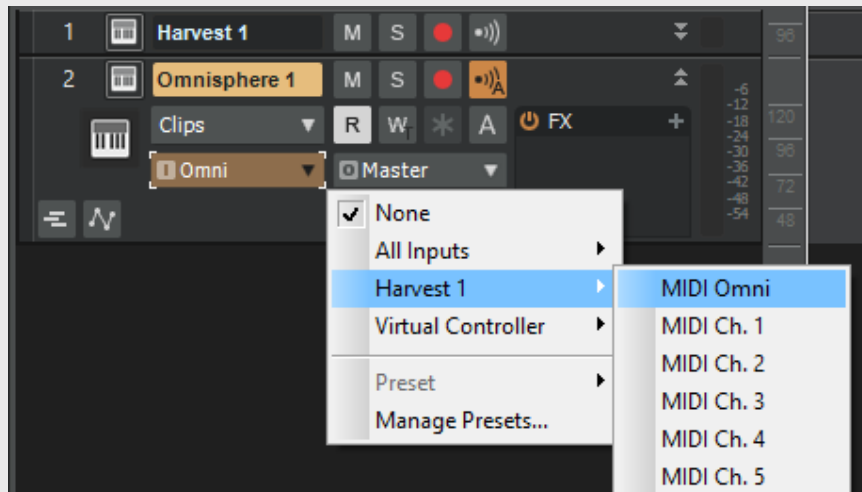 1 Harvest 1 M S 96
2 Omnisphere 1 M S A
Clips R W T A FX + 120
I Omni O Master 96
72
48
-6
-12
-18
-24
-30
-36
-42
-48
-54
None
All Inputs
Harvest 1
Virtual Controller
Preset
Manage Presets...
MIDI Omni
MIDI Ch. 1
MIDI Ch. 2
MIDI Ch. 3
MIDI Ch. 4
MIDI Ch. 5